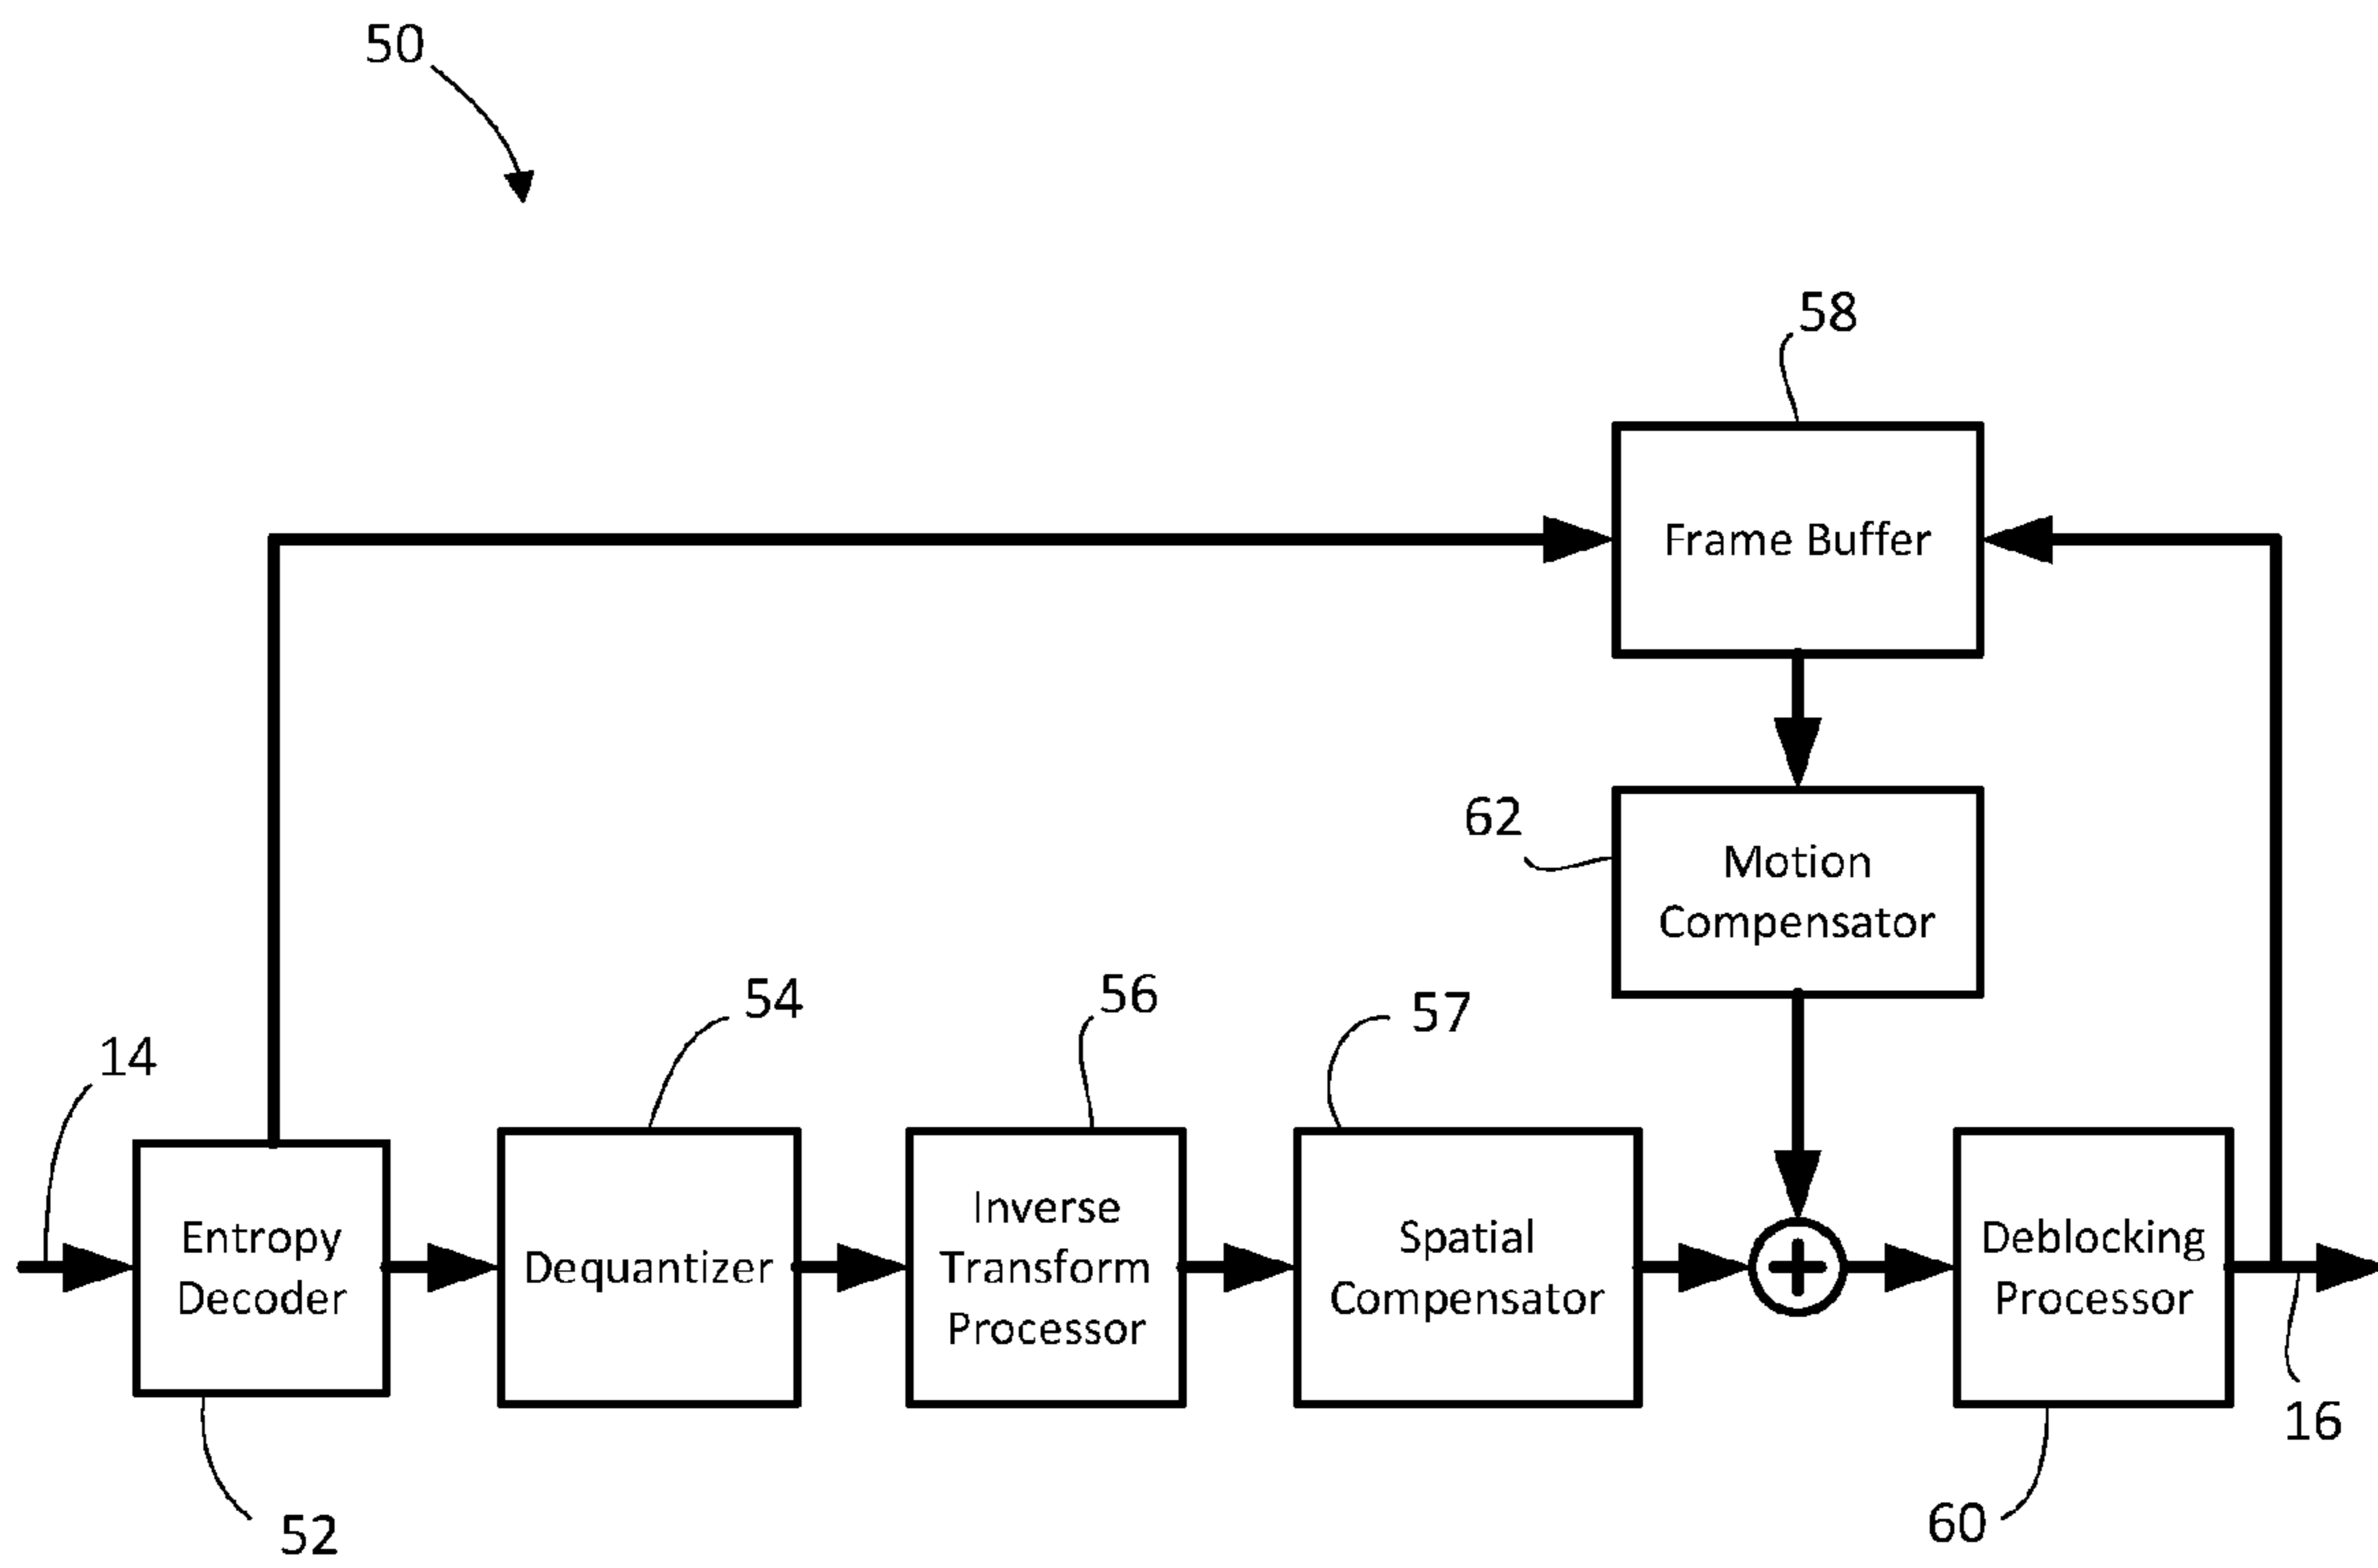 50
58
Frame Buffer
62
Motion
Compensator
54
56
57
14
Entropy
Decoder
Dequantizer
Inverse
Transform
Processor
Spatial
Compensator
Deblocking
Processor
16
52
60